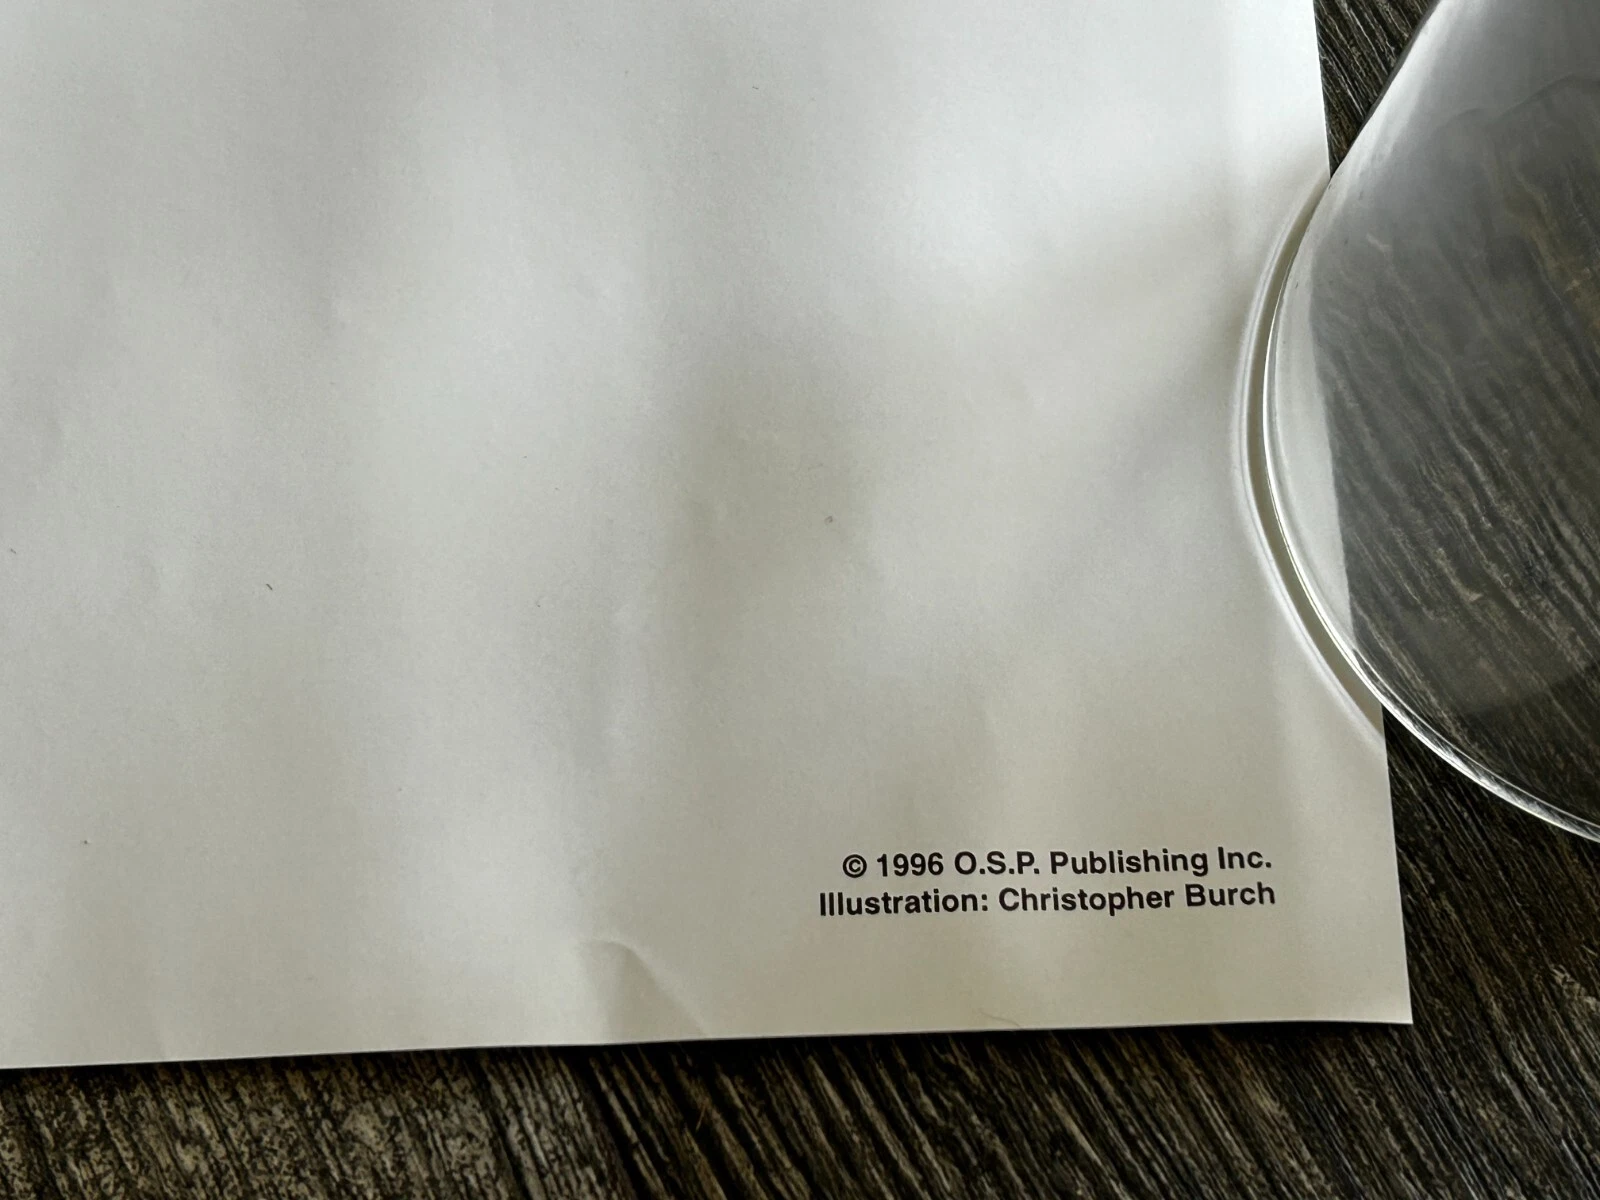 © 1996 O.S.P. Publishing Inc.
Illustration: Christopher Burch